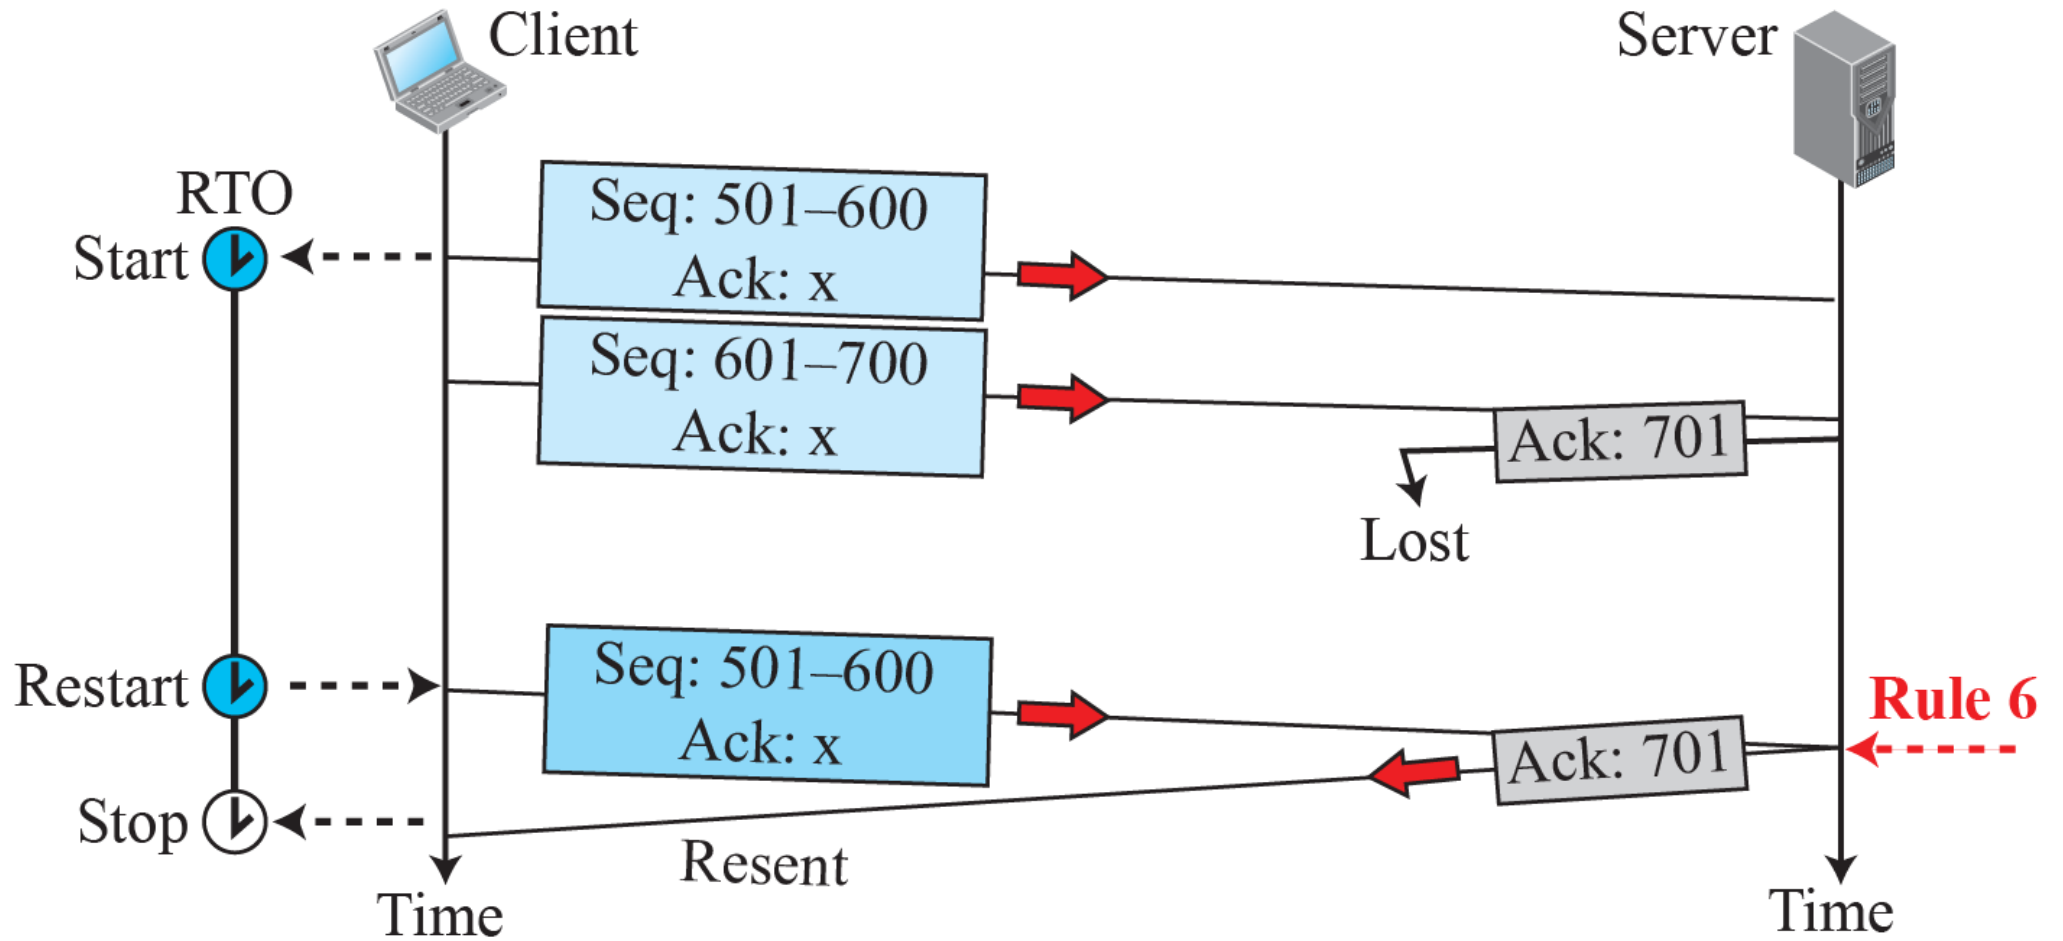 Client
Server
RTO
Start
Seq: 501–600
Ack: x
Seq: 601–700
Ack: x
Ack: 701
Lost
Restart
Seq: 501–600
Ack: x
Rule 6
Ack: 701
Stop
Resent
Time
Time